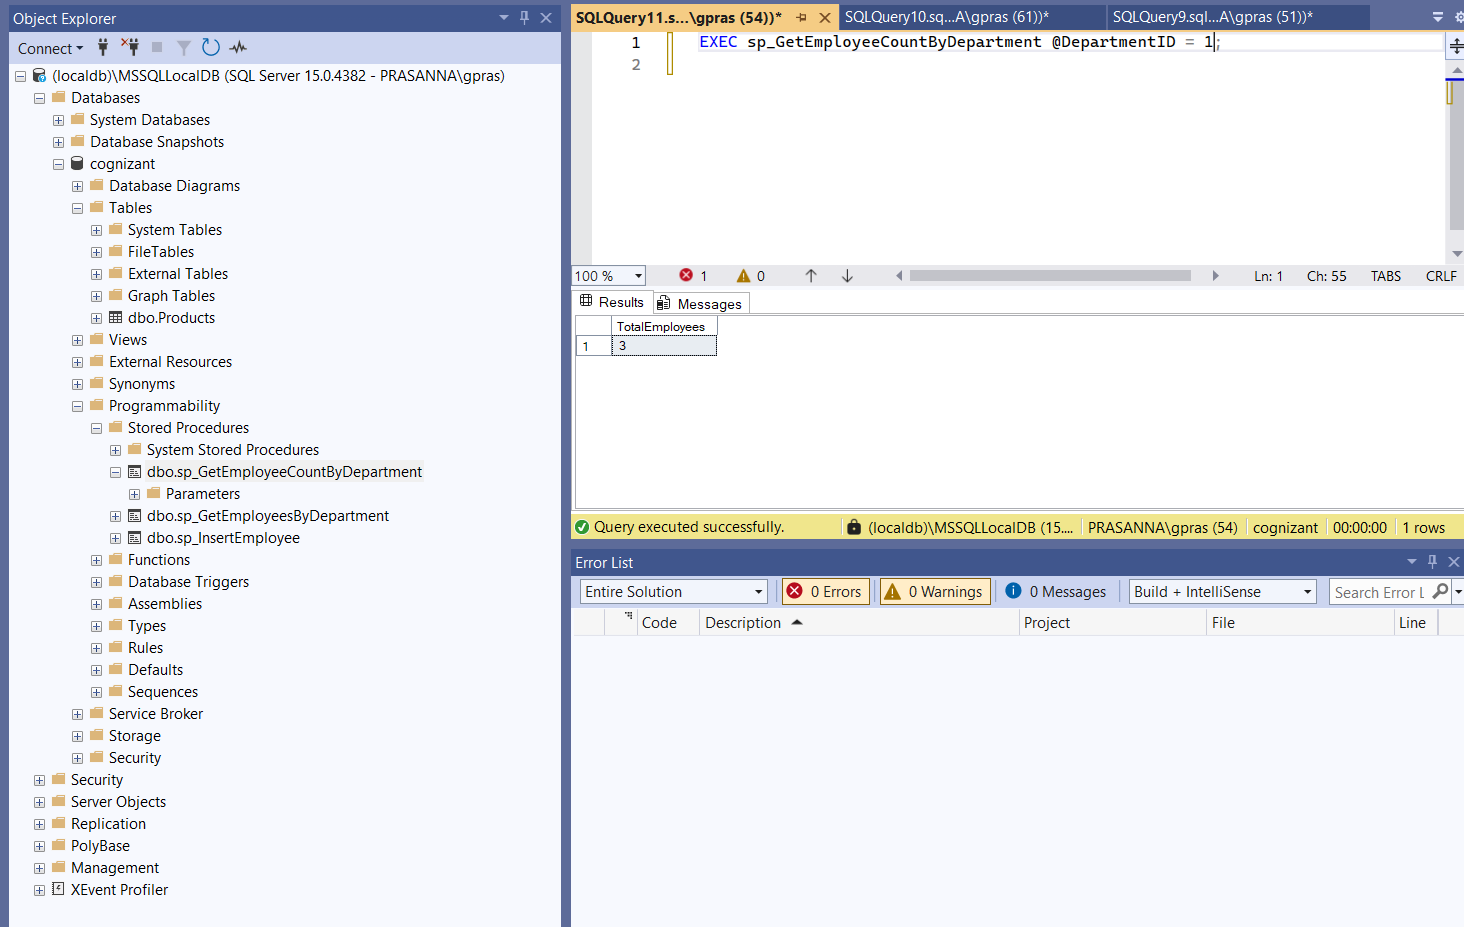 Object Explorer
Connect
(localdb)\MSSQLLocalDB (SQL Server 15.0.4382 - PRASANNA\gpras)
Databases
System Databases
Database Snapshots
cognizant
Database Diagrams
Tables
System Tables
FileTables
External Tables
Graph Tables
dbo.Products
Views
External Resources
Synonyms
Programmability
Stored Procedures
System Stored Procedures
dbo.sp_GetEmployeeCountByDepartment
Parameters
dbo.sp_GetEmployeesByDepartment
dbo.sp_InsertEmployee
Functions
Database Triggers
Assemblies
Types
Rules
Defaults
Sequences
Service Broker
Storage
Security
Security
Server Objects
Replication
PolyBase
Management
XEvent Profiler
SQLQuery11.s...\gpras (54))* SQLQuery10.sq...A\gpras (61))* SQLQuery9.sql...A\gpras (51))*
1 EXEC sp_GetEmployeeCountByDepartment @DepartmentID = 1;
2
100 % 1 0 Ln: 1 Ch: 55 TABS CRLF
Results Messages
TotalEmployees
1 3
Query executed successfully. (localdb)\MSSQLLocalDB (15.... PRASANNA\gpras (54) cognizant 00:00:00 1 rows
Error List
Entire Solution 0 Errors 0 Warnings 0 Messages Build + IntelliSense Search Error L
Code Description Project File Line